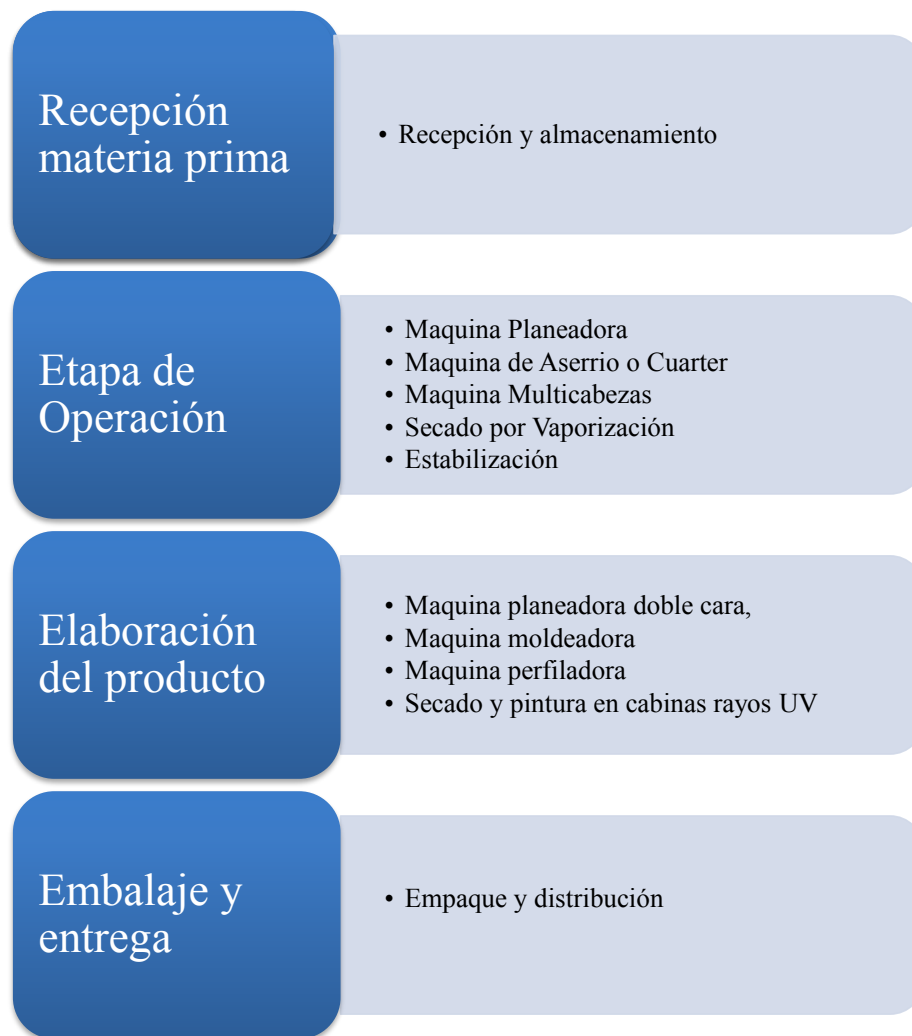 Recepción
materia prima
• Recepción y almacenamiento
Etapa de
Operación
• Maquina Planeadora
• Maquina de Aserrio o Cuarter
• Maquina Multicabezas
• Secado por Vaporización
• Estabilización
Elaboración
del producto
• Maquina planeadora doble cara,
• Maquina moldeadora
• Maquina perfiladora
• Secado y pintura en cabinas rayos UV
Embalaje y
entrega
• Empaque y distribución